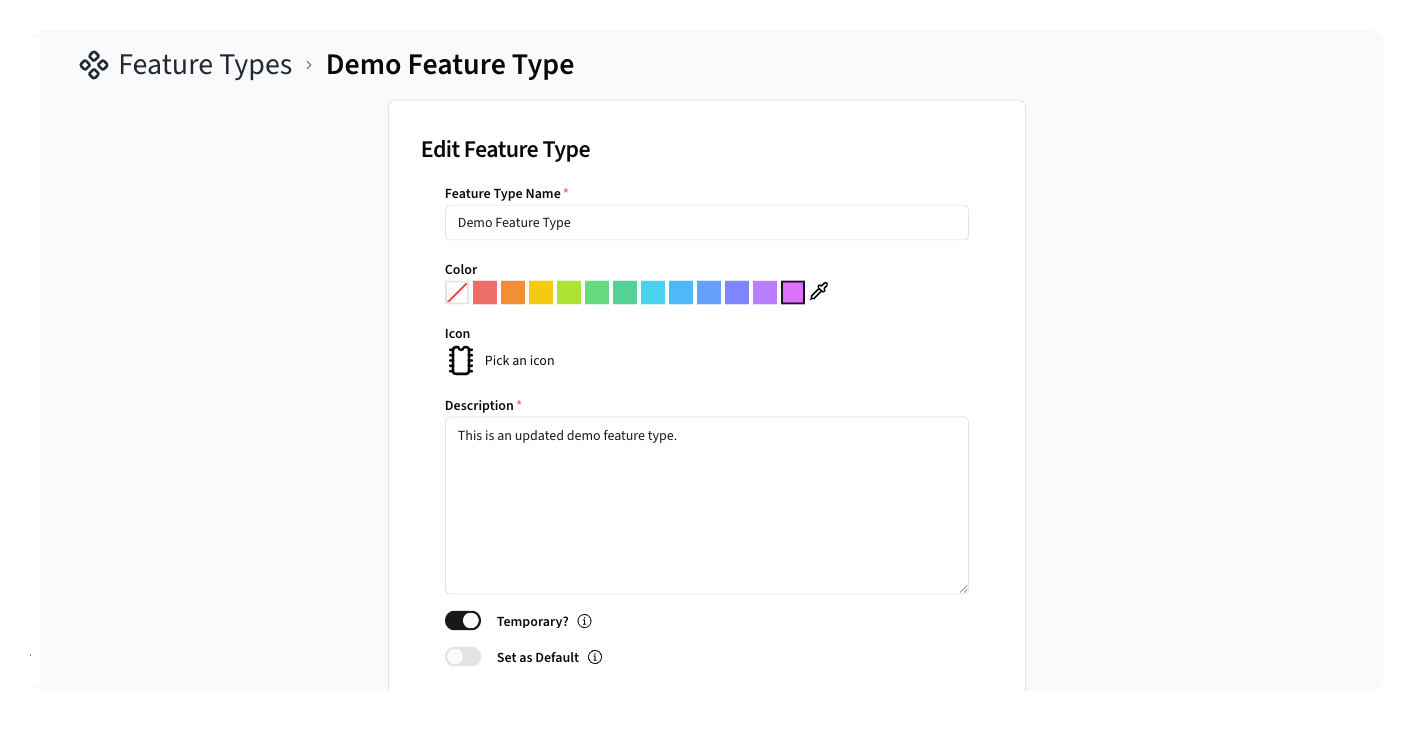 Feature Types › Demo Feature Type
Edit Feature Type
Feature Type Name *
Demo Feature Type
Color
Icon
Pick an icon
Description *
This is an updated demo feature type.
Temporary?
Set as Default